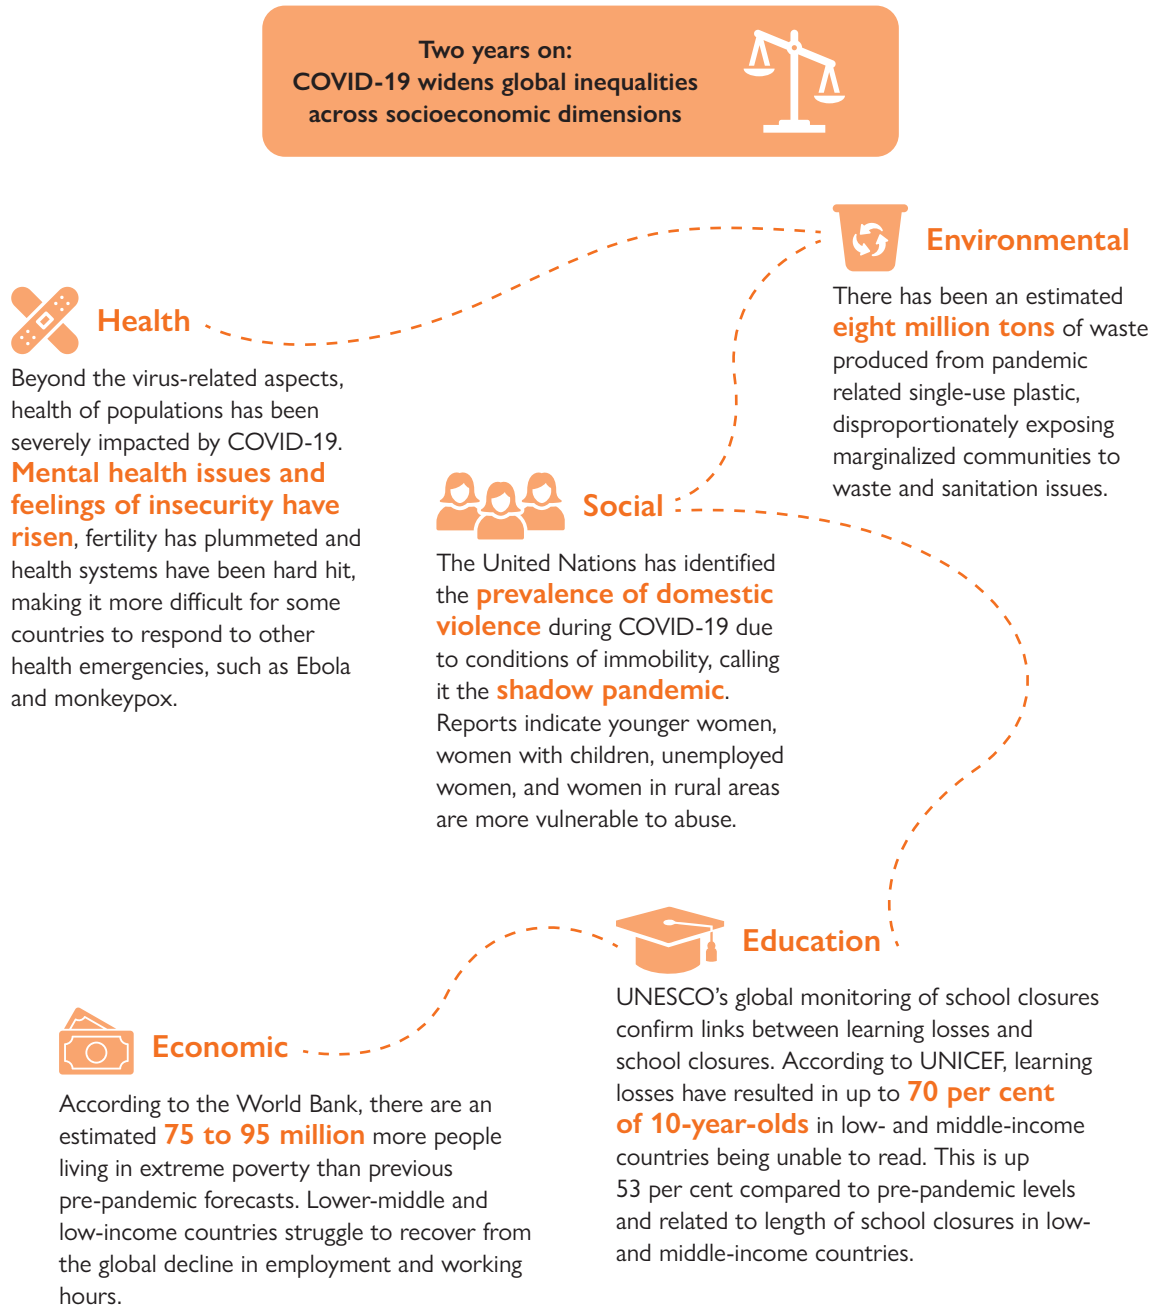 Two years on:
COVID-19 widens global inequalities
across socioeconomic dimensions
Health
Beyond the virus-related aspects,
health of populations has been
severely impacted by COVID-19.
Mental health issues and
feelings of insecurity have
risen, fertility has plummeted and
health systems have been hard hit,
making it more difficult for some
countries to respond to other
health emergencies, such as Ebola
and monkeypox.
Environmental
There has been an estimated
eight million tons of waste
produced from pandemic
related single-use plastic,
disproportionately exposing
marginalized communities to
waste and sanitation issues.
Social
The United Nations has identified
the prevalence of domestic
violence during COVID-19 due
to conditions of immobility, calling
it the shadow pandemic.
Reports indicate younger women,
women with children, unemployed
women, and women in rural areas
are more vulnerable to abuse.
Education
UNESCO’s global monitoring of school closures
confirm links between learning losses and
school closures. According to UNICEF, learning
losses have resulted in up to 70 per cent
of 10-year-olds in low- and middle-income
countries being unable to read. This is up
53 per cent compared to pre-pandemic levels
and related to length of school closures in low-
and middle-income countries.
Economic
According to the World Bank, there are an
estimated 75 to 95 million more people
living in extreme poverty than previous
pre-pandemic forecasts. Lower-middle and
low-income countries struggle to recover from
the global decline in employment and working
hours.